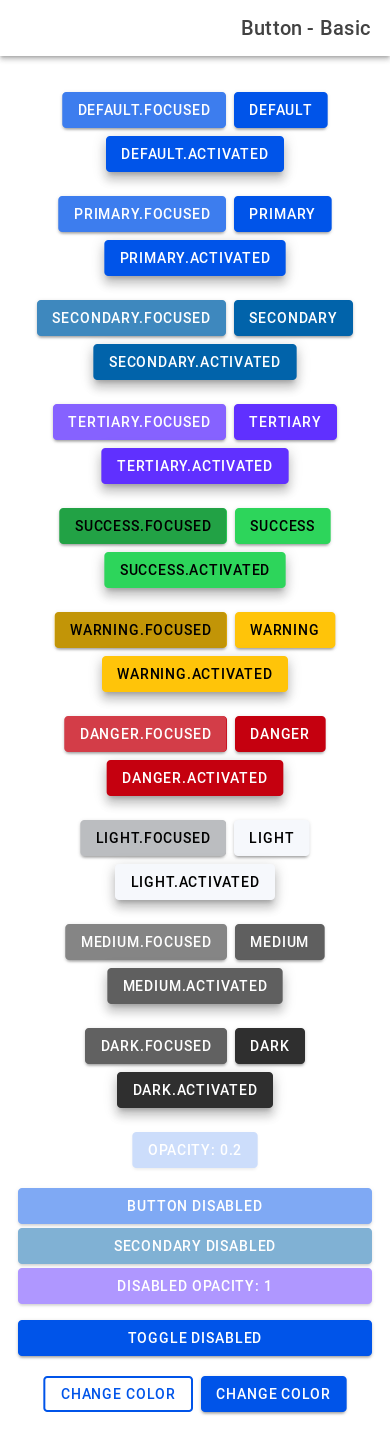 Button - Basic
DEFAULT.FOCUSED DEFAULT
DEFAULT.ACTIVATED
PRIMARY.FOCUSED PRIMARY
PRIMARY.ACTIVATED
SECONDARY.FOCUSED SECONDARY
SECONDARY.ACTIVATED
TERTIARY.FOCUSED TERTIARY
TERTIARY.ACTIVATED
SUCCESS.FOCUSED SUCCESS
SUCCESS.ACTIVATED
WARNING.FOCUSED WARNING
WARNING.ACTIVATED
DANGER.FOCUSED DANGER
DANGER.ACTIVATED
LIGHT.FOCUSED LIGHT
LIGHT.ACTIVATED
MEDIUM.FOCUSED MEDIUM
MEDIUM.ACTIVATED
DARK.FOCUSED DARK
DARK.ACTIVATED
OPACITY: 0.2
BUTTON DISABLED
SECONDARY DISABLED
DISABLED OPACITY: 1
TOGGLE DISABLED
CHANGE COLOR CHANGE COLOR